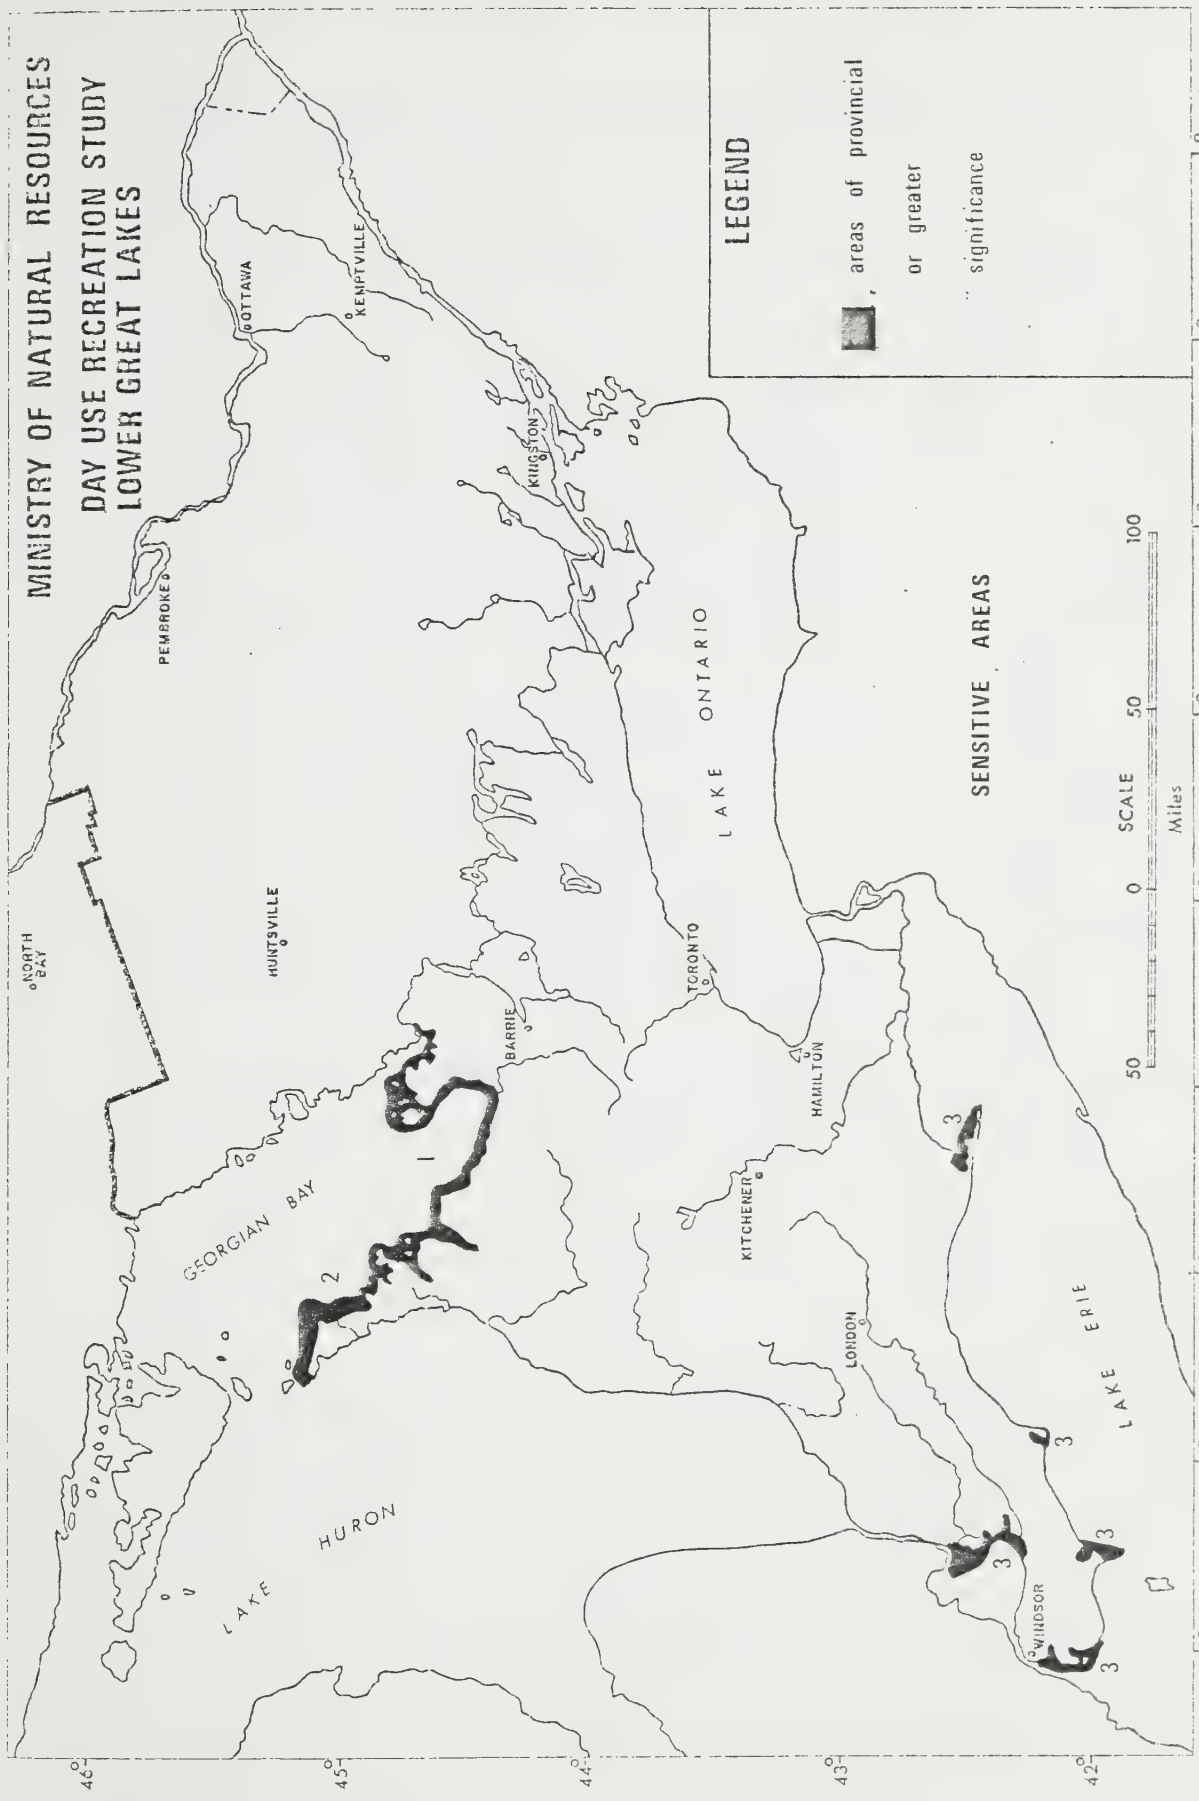 MINISTRY OF NATURAL RESOURCES
DAY USE RECREATION STUDY
LOWER GREAT LAKES
NORTH
BAY
PEMBROKE
OTTAWA
KEMPTVILLE
HUNTSVILLE
KINGSTON
BARRIE
GEORGIAN BAY
1
2
LAKE HURON
TORONTO
LAKE ONTARIO
HAMILTON
KITCHENER
LONDON
WINDSOR
LAKE ERIE
3
3
3
3
3
46°
45°
44°
43°
42°
LEGEND
, areas of provincial
or greater
significance
SENSITIVE AREAS
SCALE
50 0 50 100
Miles